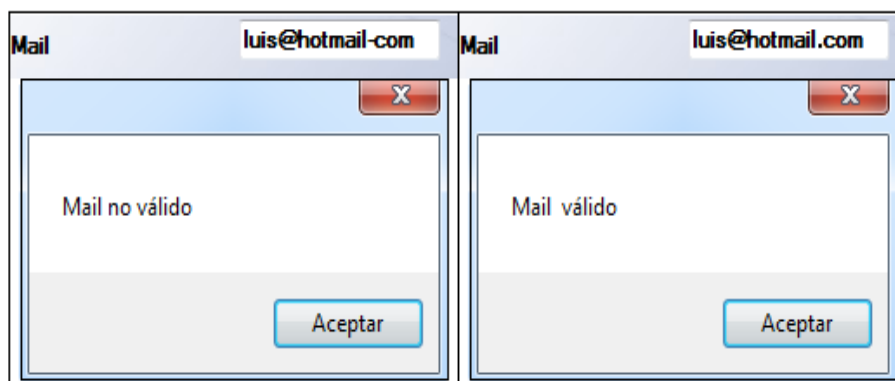 Mail luis@hotmail-com
X
Mail no válido
Aceptar
Mail luis@hotmail.com
X
Mail válido
Aceptar